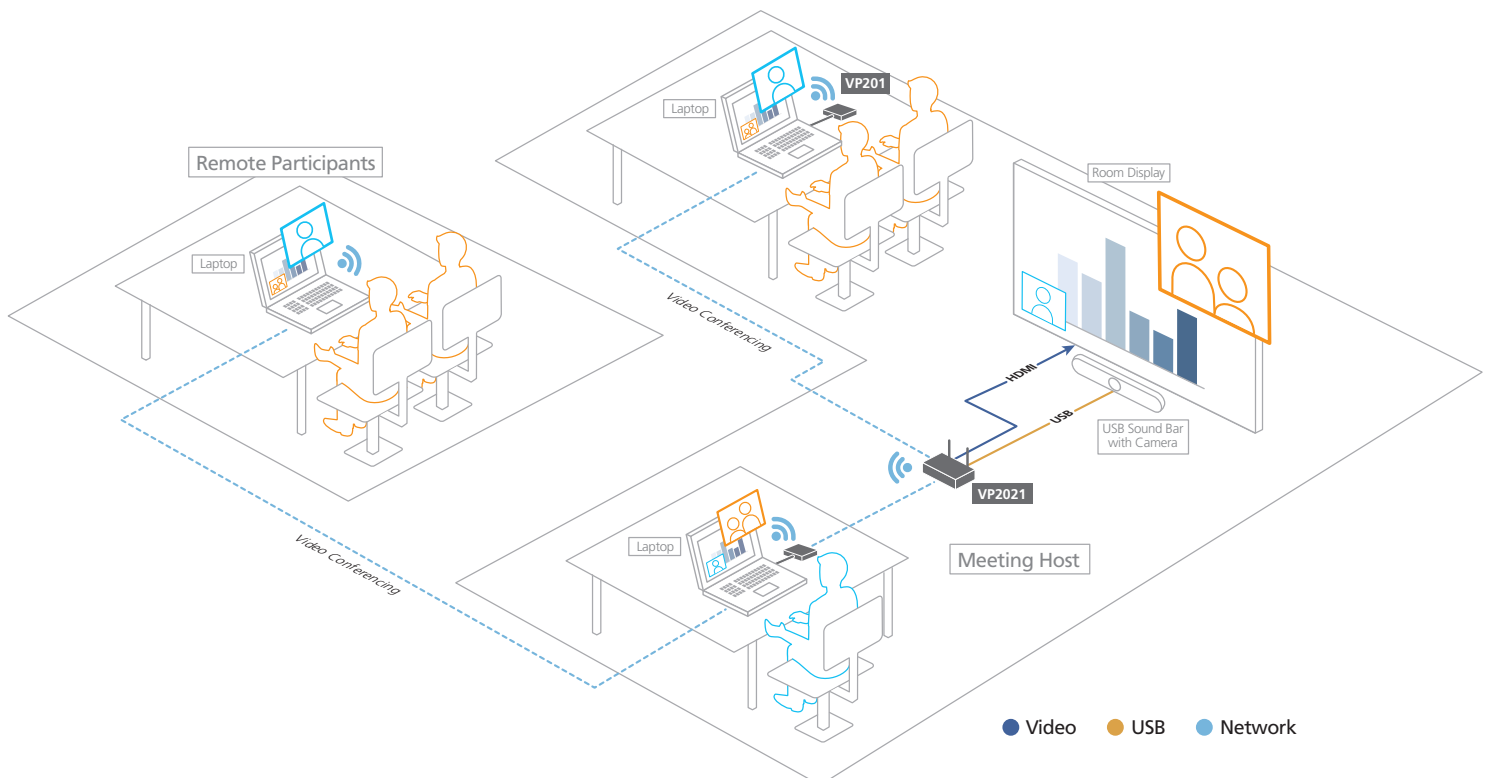 VP201
Laptop
Remote Participants
Room Display
Laptop
Video Conferencing
HDMI
USB
USB Sound Bar
with Camera
VP2021
Laptop
Meeting Host
Video Conferencing
Video
USB
Network